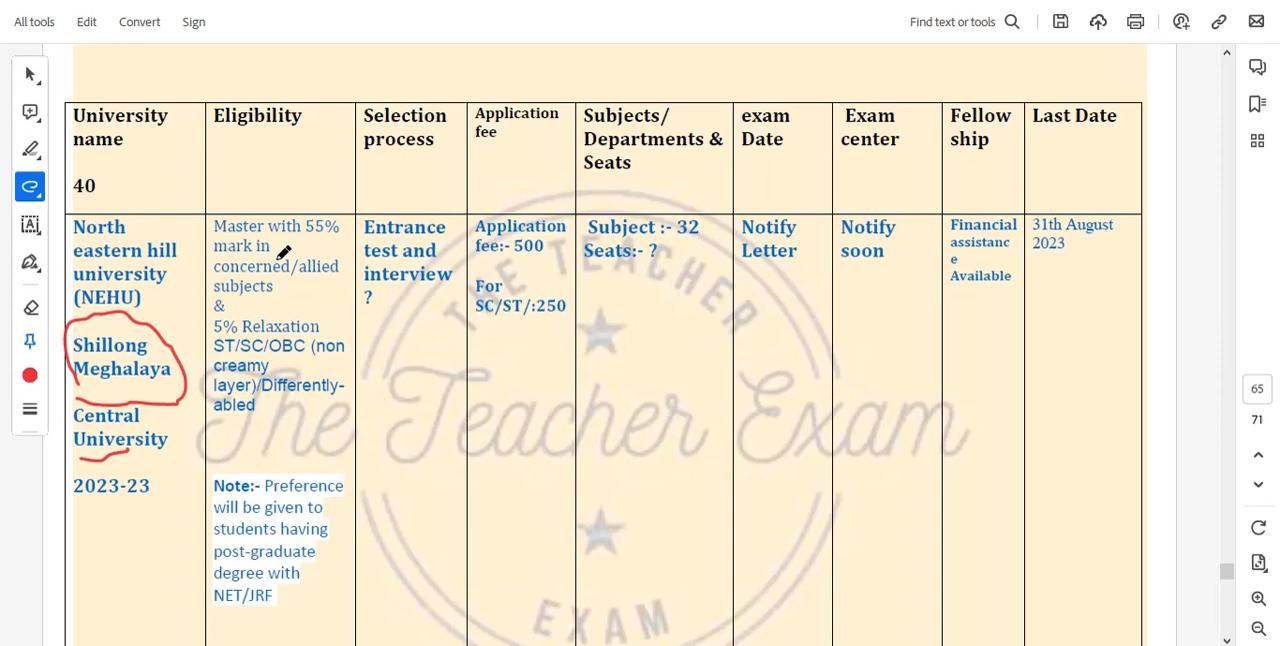 All tools Edit Convert Sign Find text or tools
University name 40
Eligibility
Selection process
Application fee
Subjects/ Departments & Seats
exam Date
Exam center
Fellow ship
Last Date
North
eastern hill
university
(NEHU)
Shillong
Meghalaya
Central
University
2023-23
Master with 55%
mark in
concerned/allied
subjects
&
5% Relaxation
ST/SC/OBC (non
creamy
layer)/Differently-
abled
Note:- Preference
will be given to
students having
post-graduate
degree with
NET/JRF
Entrance
test and
interview
?
Application
fee:- 500
For
SC/ST/:250
Subject :- 32
Seats:- ?
Notify
Letter
Notify
soon
Financial
assistanc
e
Available
31th August
2023
THE TEACHER
The Teacher Exam
EXAM
65
71